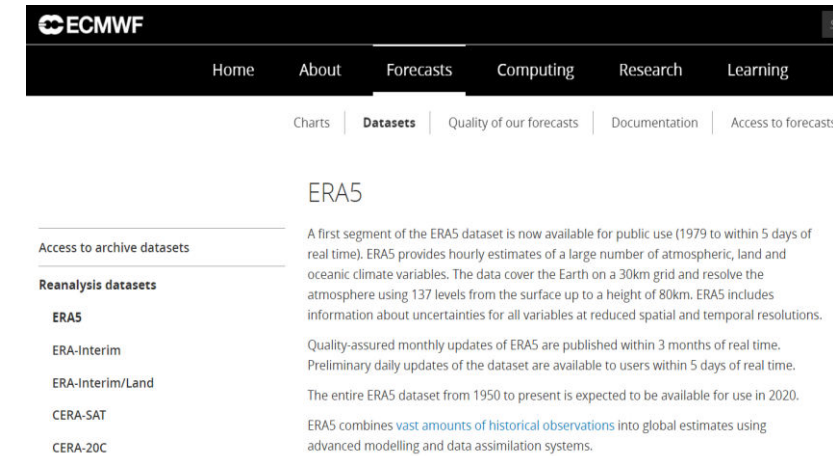 ECMWF
Home About Forecasts Computing Research Learning
Charts Datasets Quality of our forecasts Documentation Access to forecasts
ERA5
Access to archive datasets
Reanalysis datasets
ERA5
ERA-Interim
ERA-Interim/Land
CERA-SAT
CERA-20C
A first segment of the ERA5 dataset is now available for public use (1979 to within 5 days of
real time). ERA5 provides hourly estimates of a large number of atmospheric, land and
oceanic climate variables. The data cover the Earth on a 30km grid and resolve the
atmosphere using 137 levels from the surface up to a height of 80km. ERA5 includes
information about uncertainties for all variables at reduced spatial and temporal resolutions.
Quality-assured monthly updates of ERA5 are published within 3 months of real time.
Preliminary daily updates of the dataset are available to users within 5 days of real time.
The entire ERA5 dataset from 1950 to present is expected to be available for use in 2020.
ERA5 combines vast amounts of historical observations into global estimates using
advanced modelling and data assimilation systems.